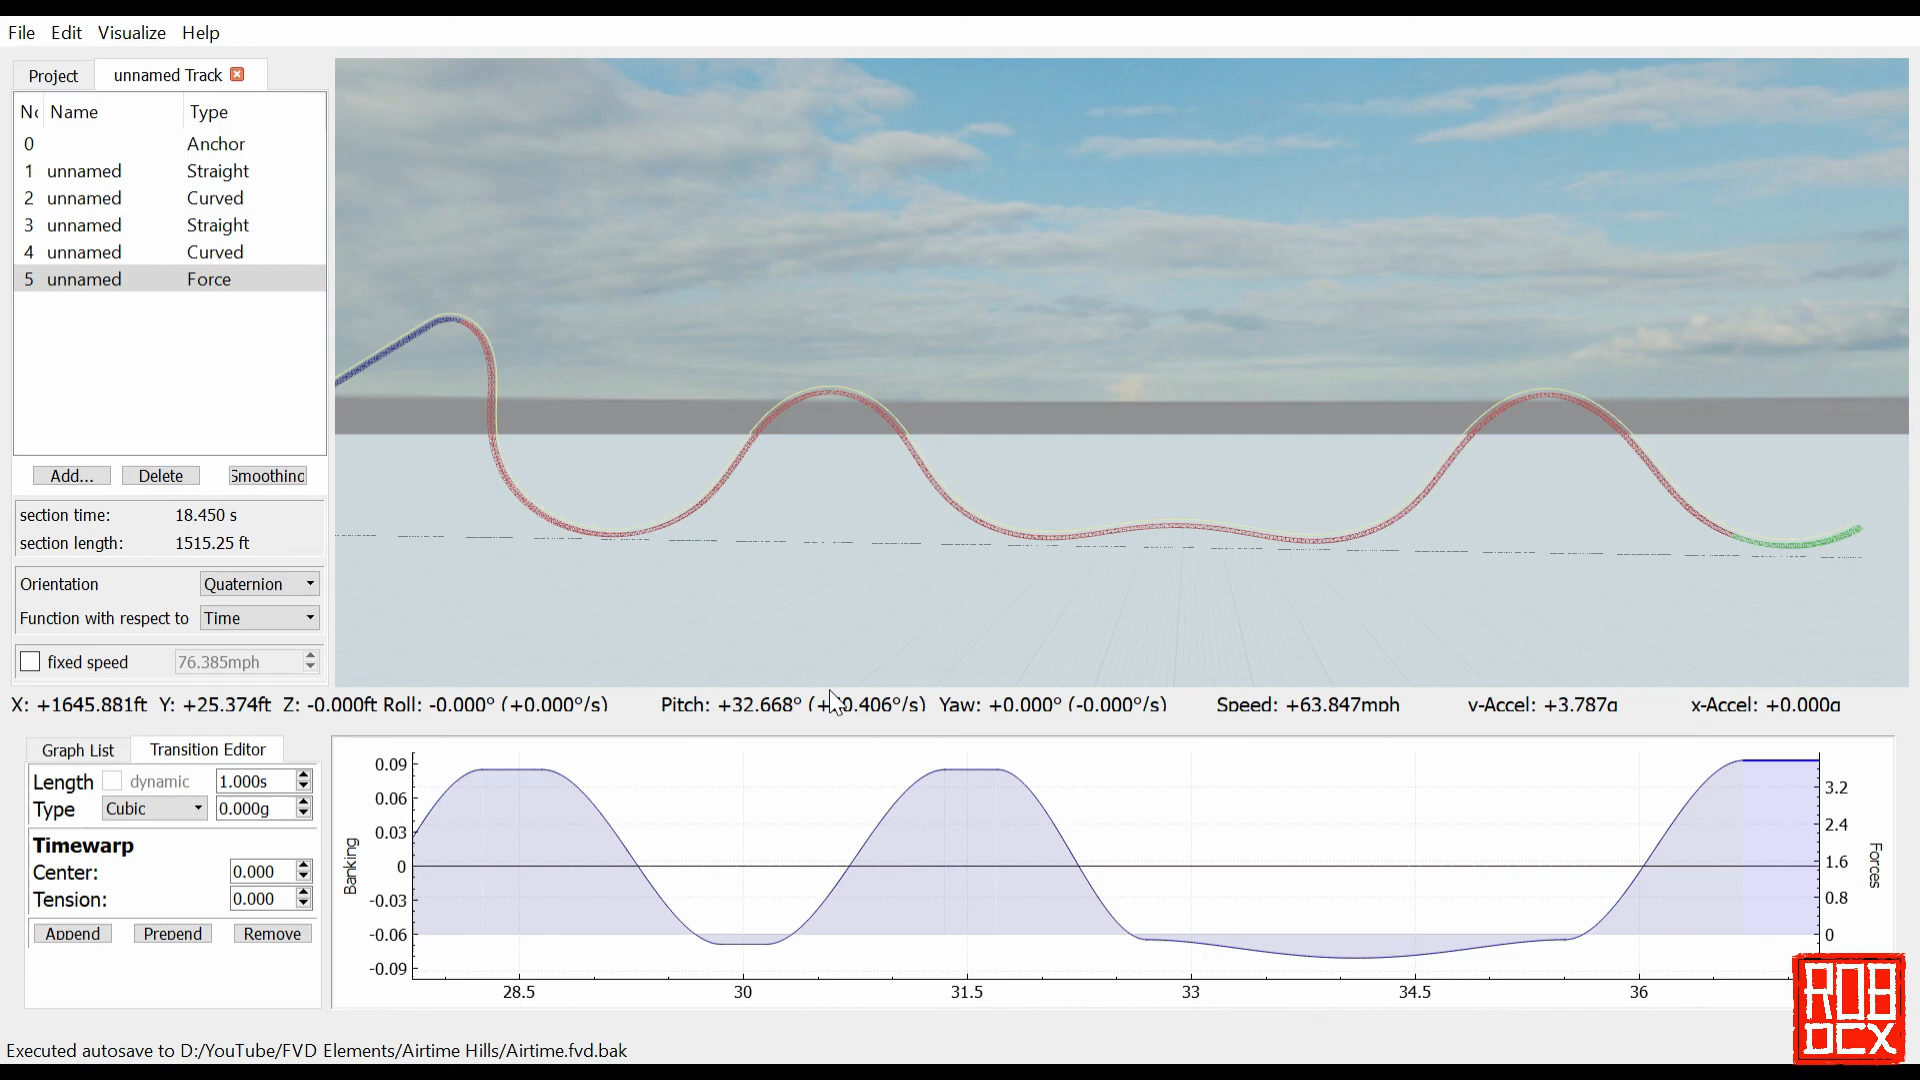 File Edit Visualize Help
Project unnamed Track
Nc Name Type
0 Anchor
1 unnamed Straight
2 unnamed Curved
3 unnamed Straight
4 unnamed Curved
5 unnamed Force
Add... Delete Smoothing
section time: 18.450 s
section length: 1515.25 ft
Orientation Quaternion
Function with respect to Time
fixed speed 76.385mph
X: +1645.881ft Y: +25.374ft Z: -0.000ft Roll: -0.000° (+0.000°/s) Pitch: +32.668° Yaw: +0.000° (-0.000°/s) Speed: +63.847mph y-Accel: +3.787g x-Accel: +0.000g
Graph List Transition Editor
Length dynamic 1.000s
Type Cubic 0.000g
Timewarp
Center: 0.000
Tension: 0.000
Append Prepend Remove
Banking
0.09
0.06
0.03
0
-0.03
-0.06
-0.09
28.5 30 31.5 33 34.5 36
3.2
2.4
1.6
0.8
0
Forces
ROB
OCX
Executed autosave to D:/YouTube/FVD Elements/Airtime Hills/Airtime.fvd.bak